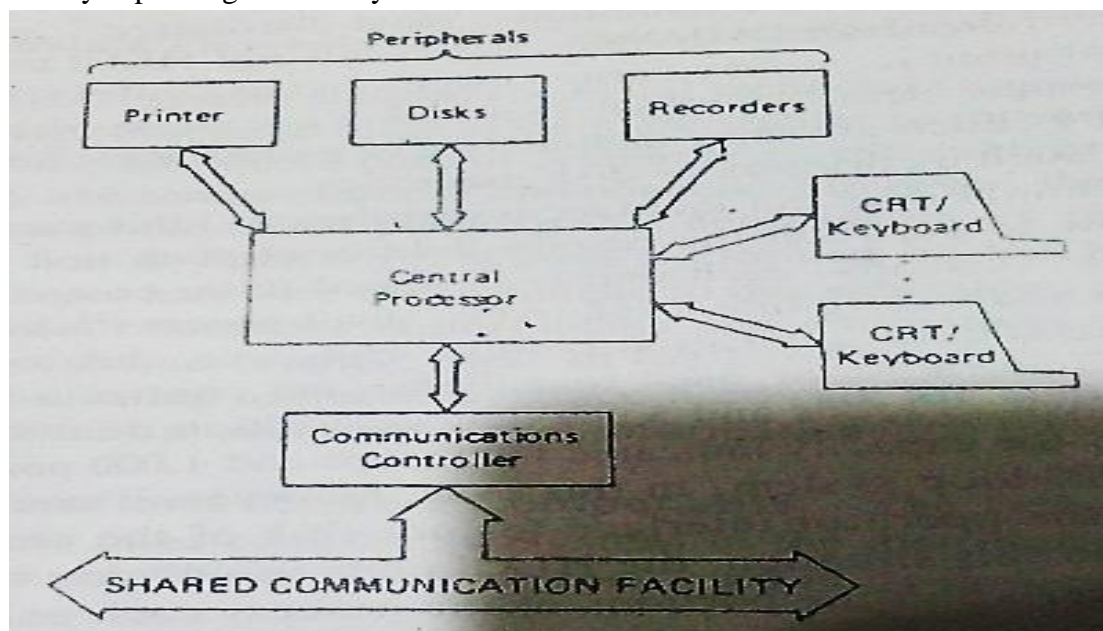 Peripherals
Printer
Disks
Recorders
CRT/
Keyboard
Central
Processor
CRT/
Keyboard
Communications
Controller
SHARED COMMUNICATION FACILITY